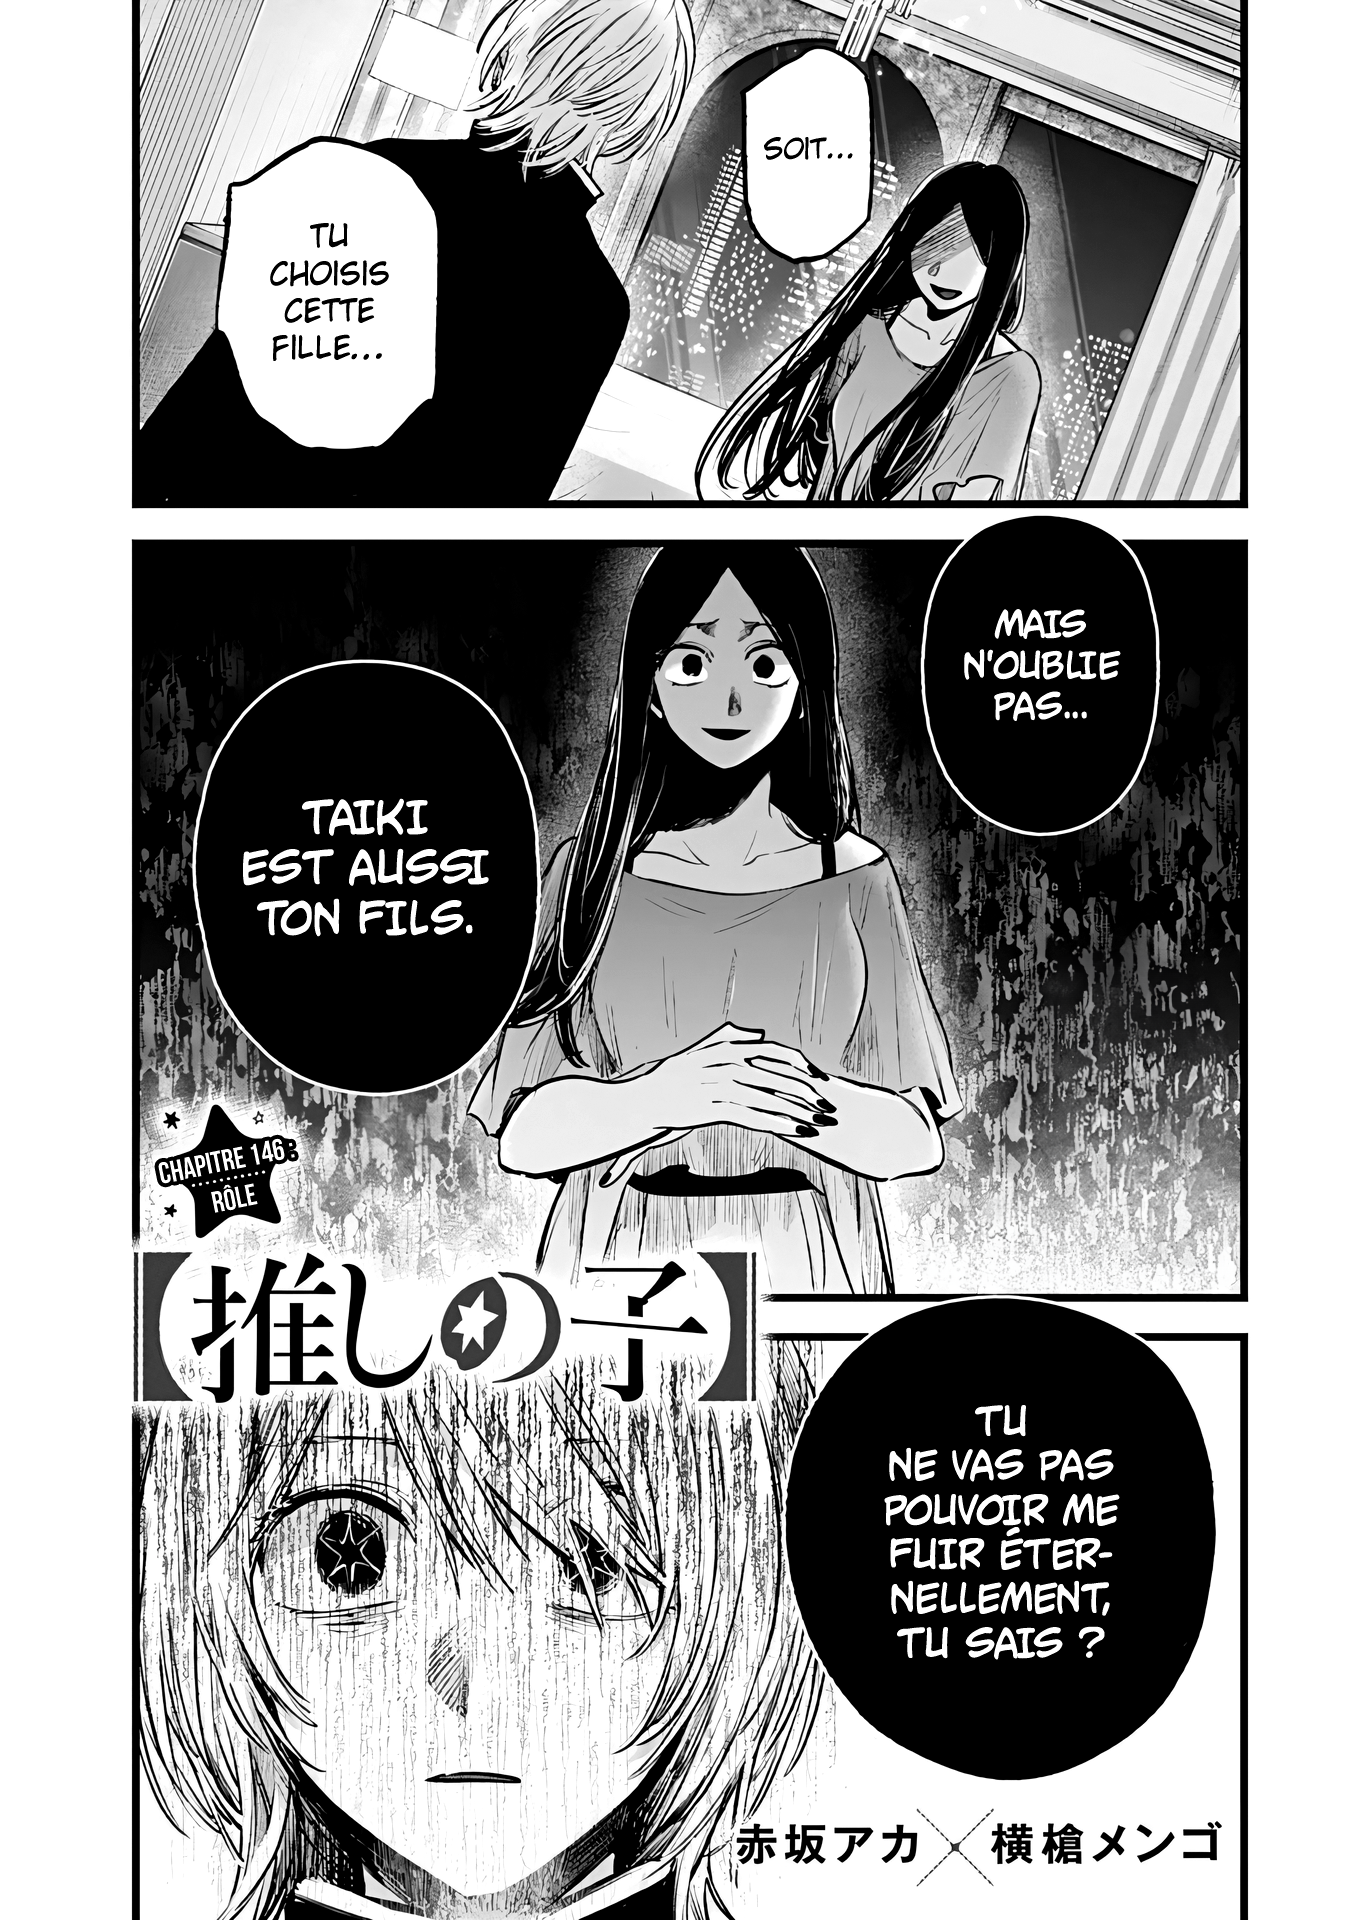 SOIT...
TU
CHOISIS
CETTE
FILLE...
MAIS
N'OUBLIE
PAS...
TAIKI
EST AUSSI
TON FILS.
CHAPITRE 146 :
RÔLE
【推しの子】
TU
NE VAS PAS
POUVOIR ME
FUIR ÉTER-
NELLEMENT,
TU SAIS ?
赤坂アカ×横槍メンゴ